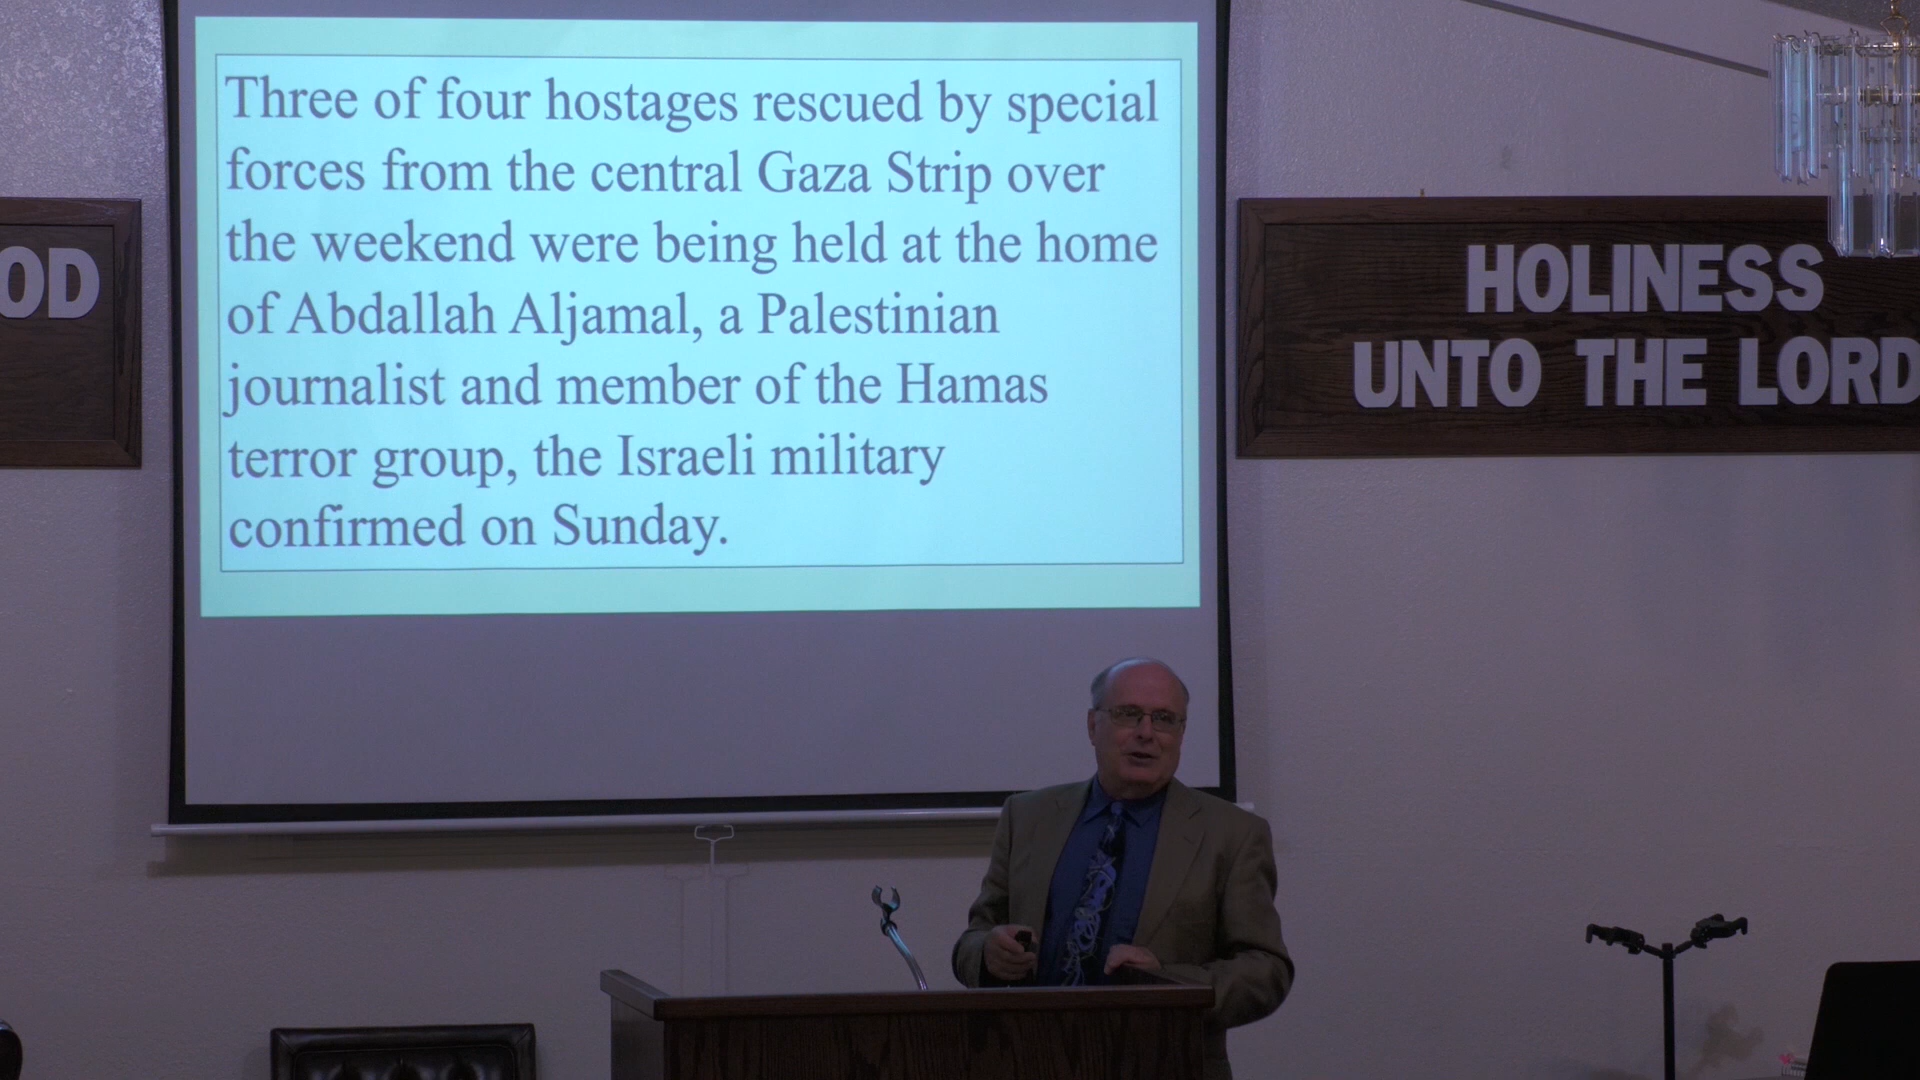 Three of four hostages rescued by special
forces from the central Gaza Strip over
the weekend were being held at the home
of Abdallah Aljamal, a Palestinian
journalist and member of the Hamas
terror group, the Israeli military
confirmed on Sunday.
OD
HOLINESS
UNTO THE LORD